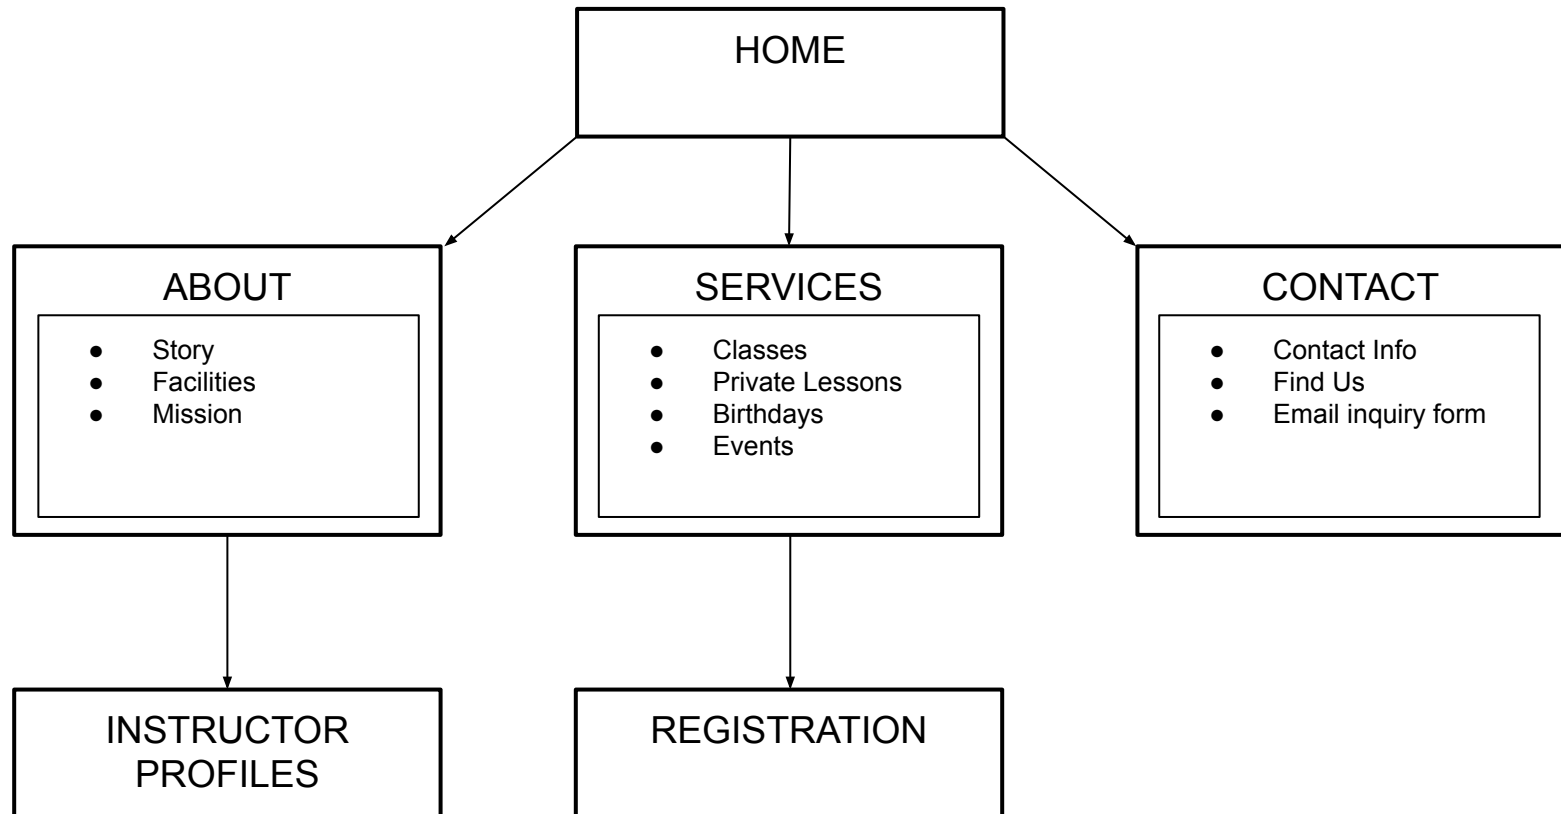 HOME
ABOUT
● Story
● Facilities
● Mission
SERVICES
● Classes
● Private Lessons
● Birthdays
● Events
CONTACT
● Contact Info
● Find Us
● Email inquiry form
INSTRUCTOR
PROFILES
REGISTRATION